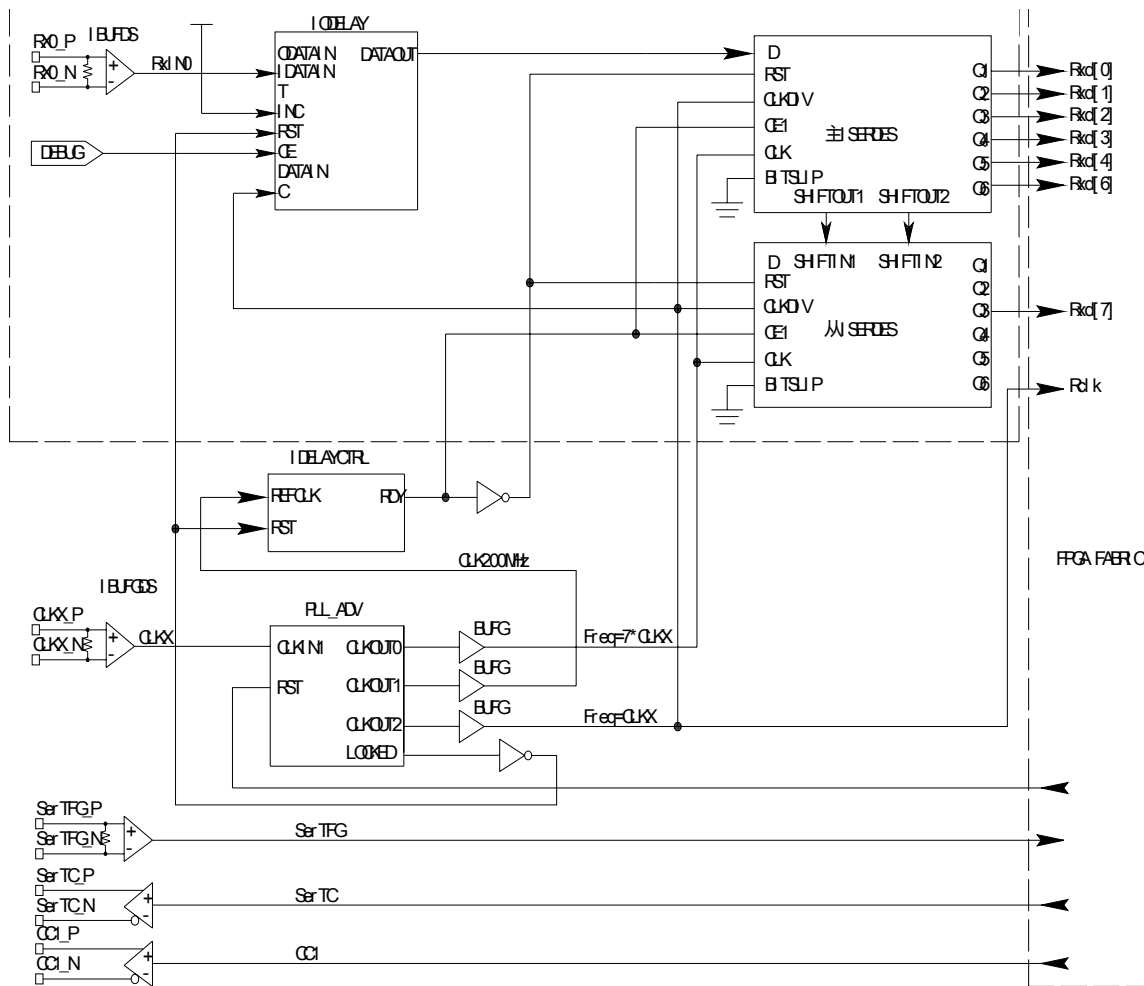 IBUFDS
IODELAY
RX0_P
RX0_N
RxIN0
ODATAIN
DATAOUT
IDATAIN
T
INC
RST
CE
DATAIN
C
DEBUG
D
RST
CLKDIV
CE1
CLK
BITSLIP
主ISERDES
SHIFTOUT1
SHIFTOUT2
Q1
Q2
Q3
Q4
Q5
Q6
Rxd[0]
Rxd[1]
Rxd[2]
Rxd[3]
Rxd[4]
Rxd[6]
D
SHIFTIN1
SHIFTIN2
RST
CLKDIV
CE1
CLK
BITSLIP
从ISERDES
Q1
Q2
Q3
Q4
Q5
Q6
Rxd[7]
Rclk
IDELAYCTRL
REFCLK
RDY
RST
CLK200MHz
FPGA FABRIC
IBUFGDS
CLKX_P
CLKX_N
CLKX
PLL_ADV
CLKIN1
CLKOUT0
RST
CLKOUT1
CLKOUT2
LOCKED
BUFG
Freq=7*CLKX
BUFG
BUFG
Freq=CLKX
SerTFG_P
SerTFG_N
SerTFG
SerTC_P
SerTC_N
SerTC
CC1_P
CC1_N
CC1